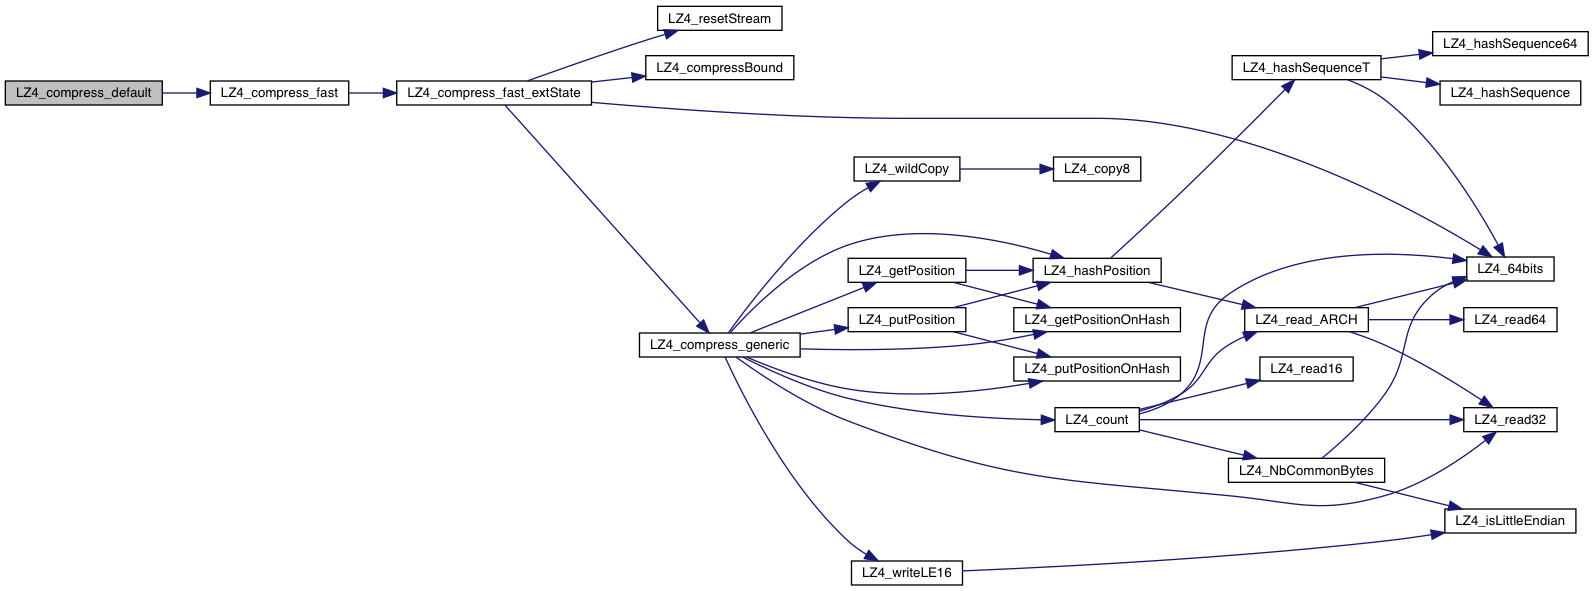 LZ4_compress_default
LZ4_compress_fast
LZ4_compress_fast_extState
LZ4_resetStream
LZ4_compressBound
LZ4_compress_generic
LZ4_wildCopy
LZ4_copy8
LZ4_getPosition
LZ4_putPosition
LZ4_hashPosition
LZ4_getPositionOnHash
LZ4_putPositionOnHash
LZ4_count
LZ4_writeLE16
LZ4_hashSequenceT
LZ4_hashSequence64
LZ4_hashSequence
LZ4_64bits
LZ4_read_ARCH
LZ4_read64
LZ4_read16
LZ4_read32
LZ4_NbCommonBytes
LZ4_isLittleEndian